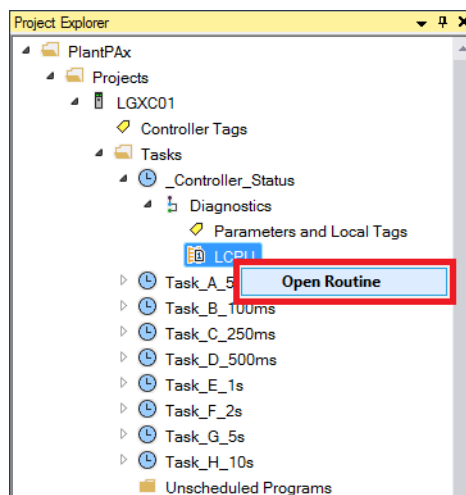 Project Explorer
PlantPAx
Projects
LGXC01
Controller Tags
Tasks
_Controller_Status
Diagnostics
Parameters and Local Tags
LCPU
Open Routine
Task_A_5
Task_B_100ms
Task_C_250ms
Task_D_500ms
Task_E_1s
Task_F_2s
Task_G_5s
Task_H_10s
Unscheduled Programs